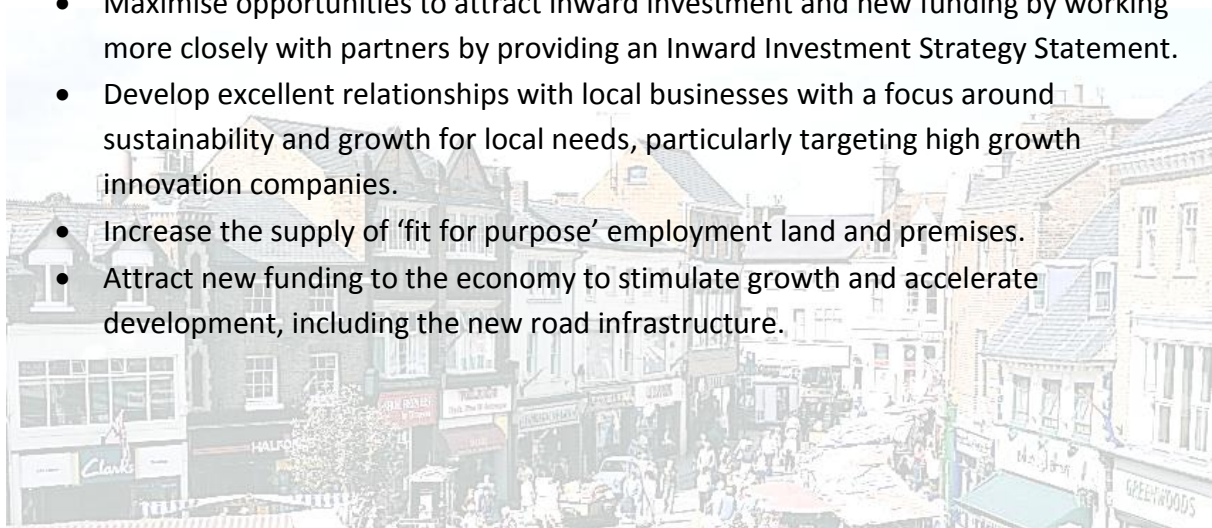 • Maximise opportunities to attract inward investment and new funding by working
more closely with partners by providing an Inward Investment Strategy Statement.
• Develop excellent relationships with local businesses with a focus around
sustainability and growth for local needs, particularly targeting high growth
innovation companies.
• Increase the supply of ‘fit for purpose’ employment land and premises.
• Attract new funding to the economy to stimulate growth and accelerate
development, including the new road infrastructure.
HALFO
Clarks
GREENWOODS